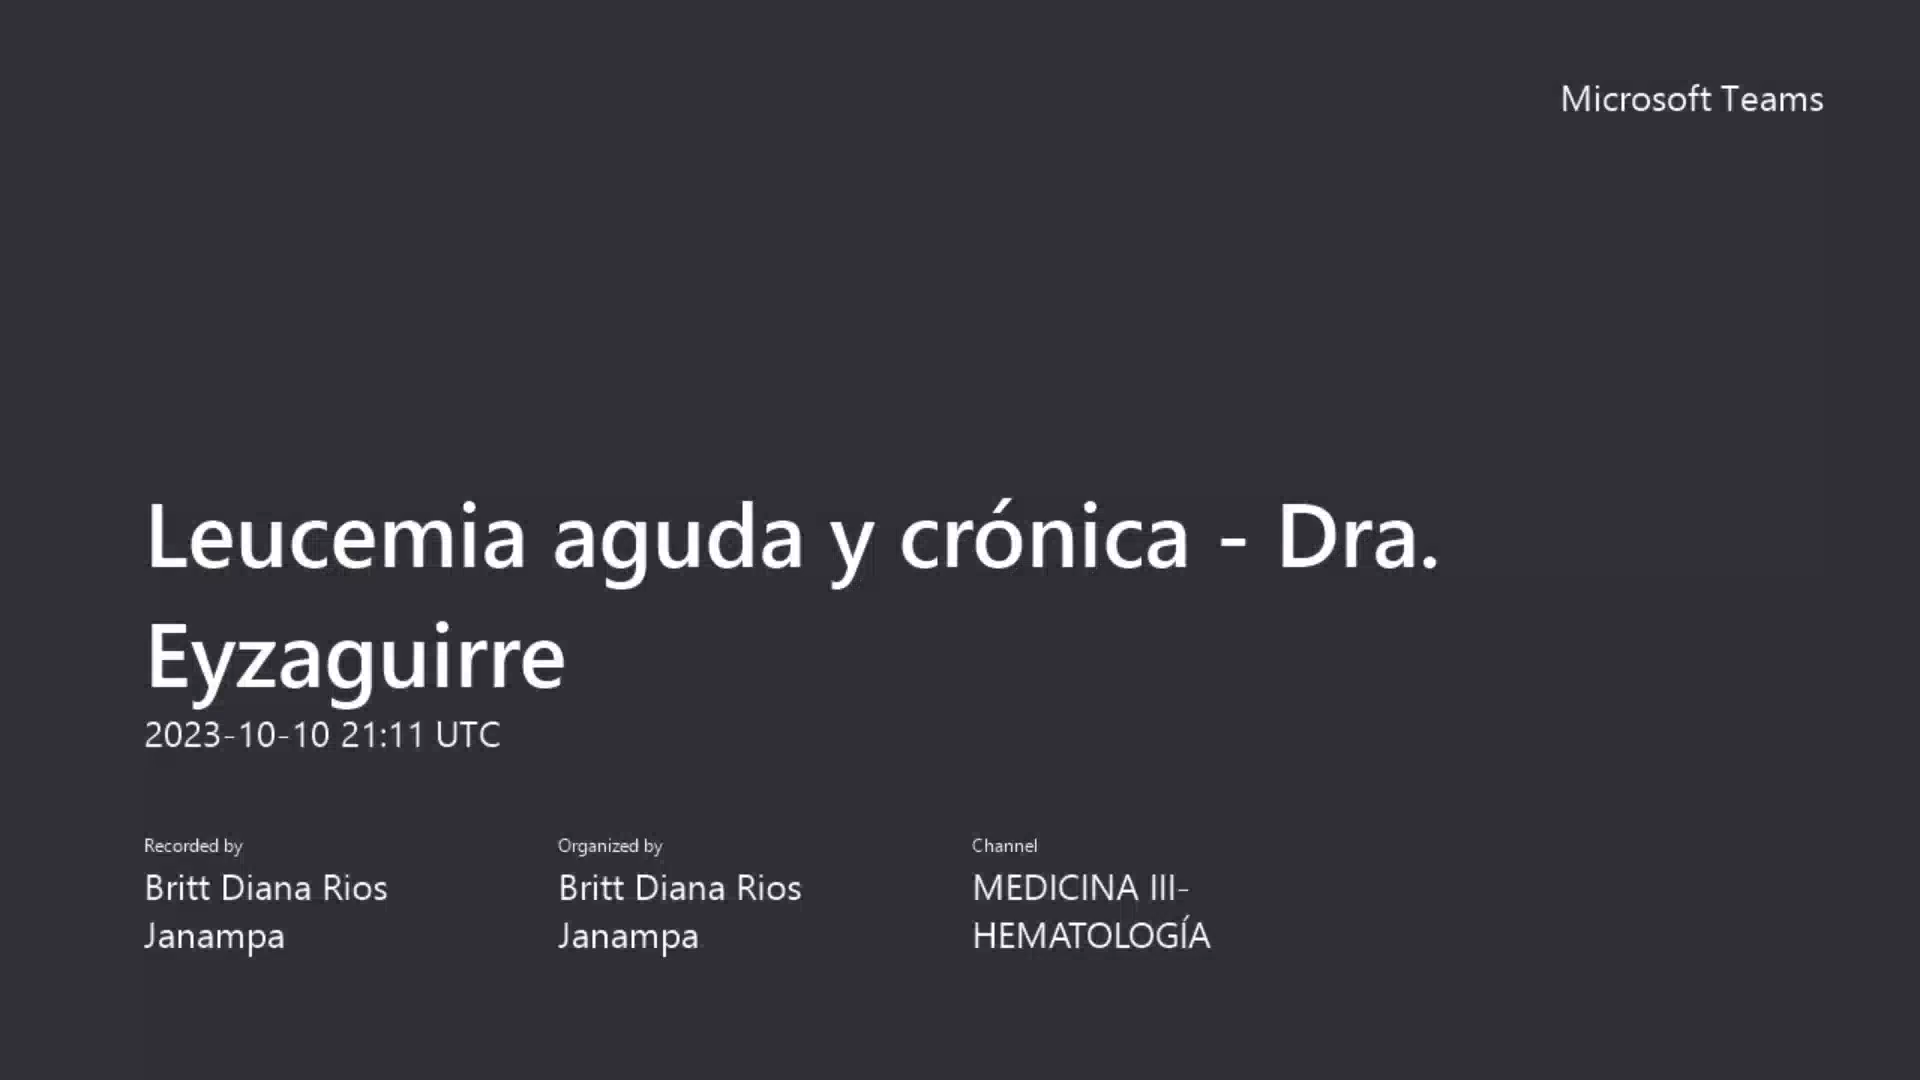 Microsoft Teams
Leucemia aguda y crónica - Dra.
Eyzaguirre
2023-10-10 21:11 UTC
Recorded by
Britt Diana Rios
Janampa
Organized by
Britt Diana Rios
Janampa
Channel
MEDICINA III-
HEMATOLOGÍA